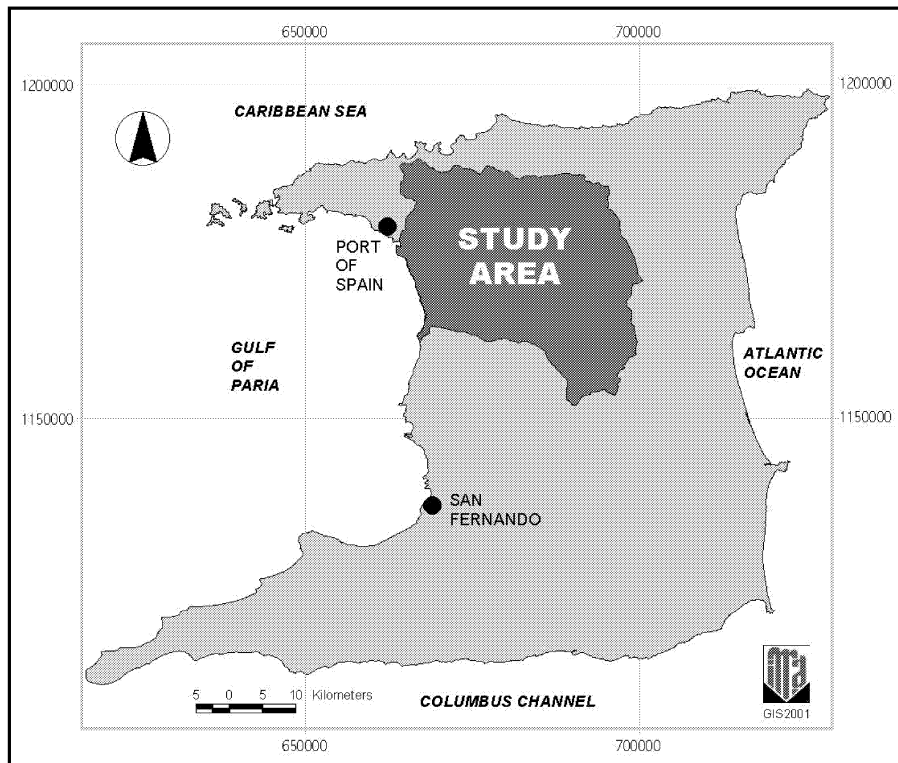 650000
700000
1200000
1200000
CARIBBEAN SEA
STUDY
AREA
PORT
OF
SPAIN
GULF
OF
PARIA
ATLANTIC
OCEAN
1150000
1150000
SAN
FERNANDO
5 0 5 10 Kilometers
COLUMBUS CHANNEL
ima
GIS2001
650000
700000